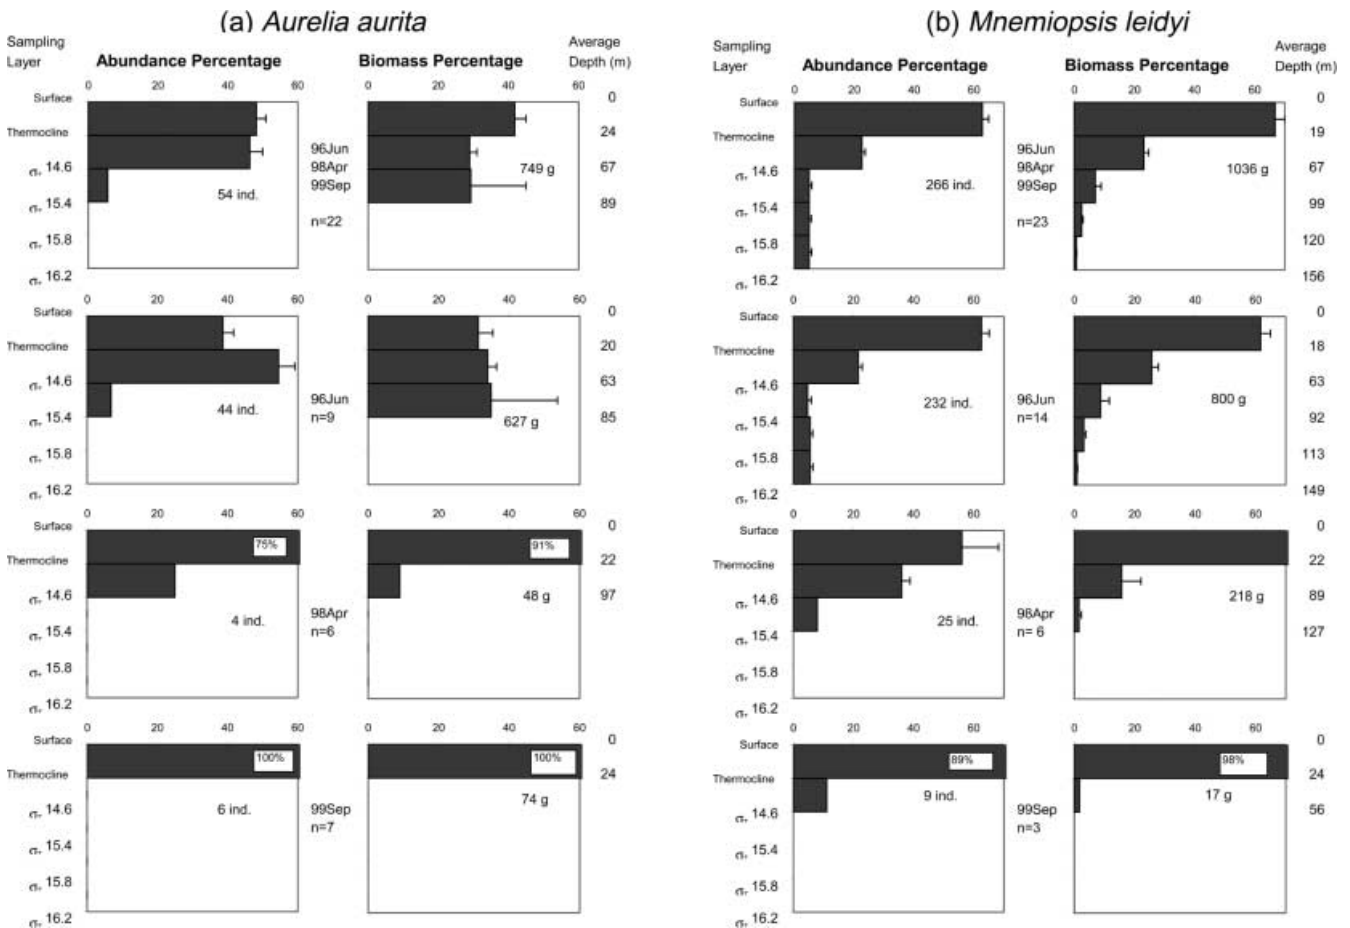 (a) Aurelia aurita
Sampling Layer
Abundance Percentage
Biomass Percentage
Average Depth (m)
0 20 40 60
0 20 40 60
Surface
Thermocline
σT 14.6
σT 15.4
σT 15.8
σT 16.2
54 ind.
96Jun
98Apr
99Sep
n=22
749 g
0
24
67
89
0 20 40 60
0 20 40 60
Surface
Thermocline
σT 14.6
σT 15.4
σT 15.8
σT 16.2
44 ind.
96Jun
n=9
627 g
0
20
63
85
0 20 40 60
0 20 40 60
Surface
Thermocline
σT 14.6
σT 15.4
σT 15.8
σT 16.2
75%
4 ind.
98Apr
n=6
91%
48 g
0
22
97
0 20 40 60
0 20 40 60
Surface
Thermocline
σT 14.6
σT 15.4
σT 15.8
σT 16.2
100%
6 ind.
99Sep
n=7
100%
74 g
0
24
(b) Mnemiopsis leidyi
Sampling Layer
Abundance Percentage
Biomass Percentage
Average Depth (m)
0 20 40 60
0 20 40 60
Surface
Thermocline
σT 14.6
σT 15.4
σT 15.8
σT 16.2
266 ind.
96Jun
98Apr
99Sep
n=23
1036 g
0
19
67
99
120
156
0 20 40 60
0 20 40 60
Surface
Thermocline
σT 14.6
σT 15.4
σT 15.8
σT 16.2
232 ind.
96Jun
n=14
800 g
0
18
63
92
113
149
0 20 40 60
0 20 40 60
Surface
Thermocline
σT 14.6
σT 15.4
σT 15.8
σT 16.2
25 ind.
98Apr
n= 6
218 g
0
22
89
127
0 20 40 60
0 20 40 60
Surface
Thermocline
σT 14.6
σT 15.4
σT 15.8
σT 16.2
89%
9 ind.
99Sep
n=3
98%
17 g
0
24
56